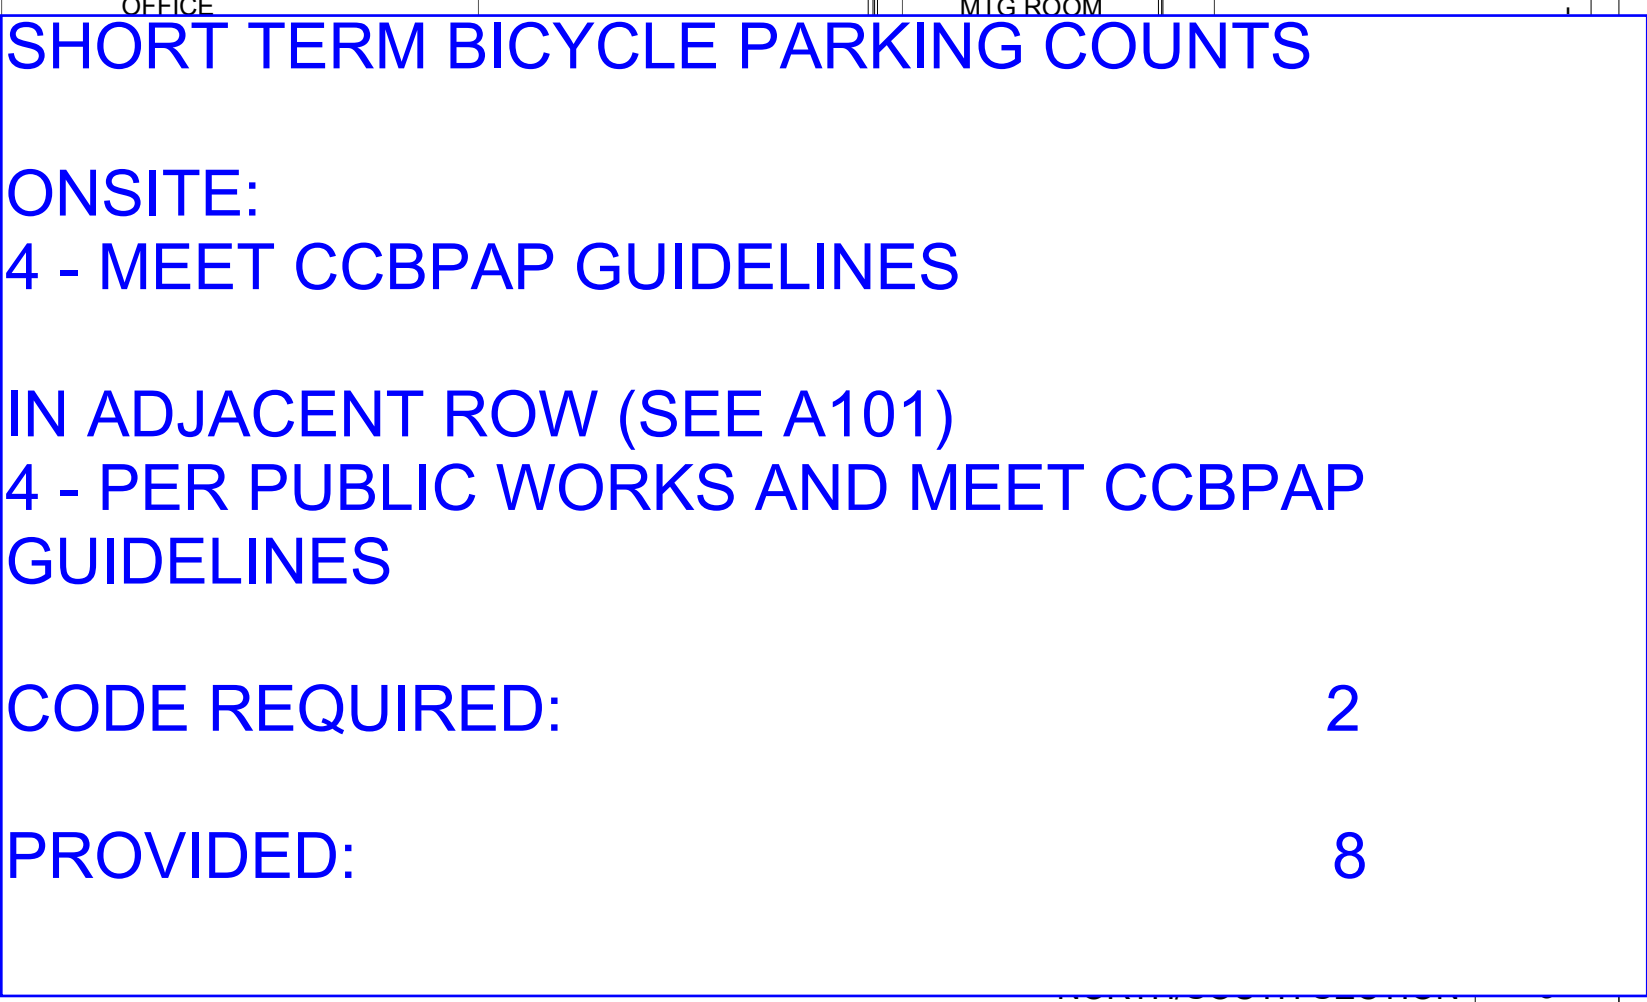 OFFICE MTG ROOM
SHORT TERM BICYCLE PARKING COUNTS
ONSITE:
4 - MEET CCBPAP GUIDELINES
IN ADJACENT ROW (SEE A101)
4 - PER PUBLIC WORKS AND MEET CCBPAP
GUIDELINES
CODE REQUIRED: 2
PROVIDED: 8